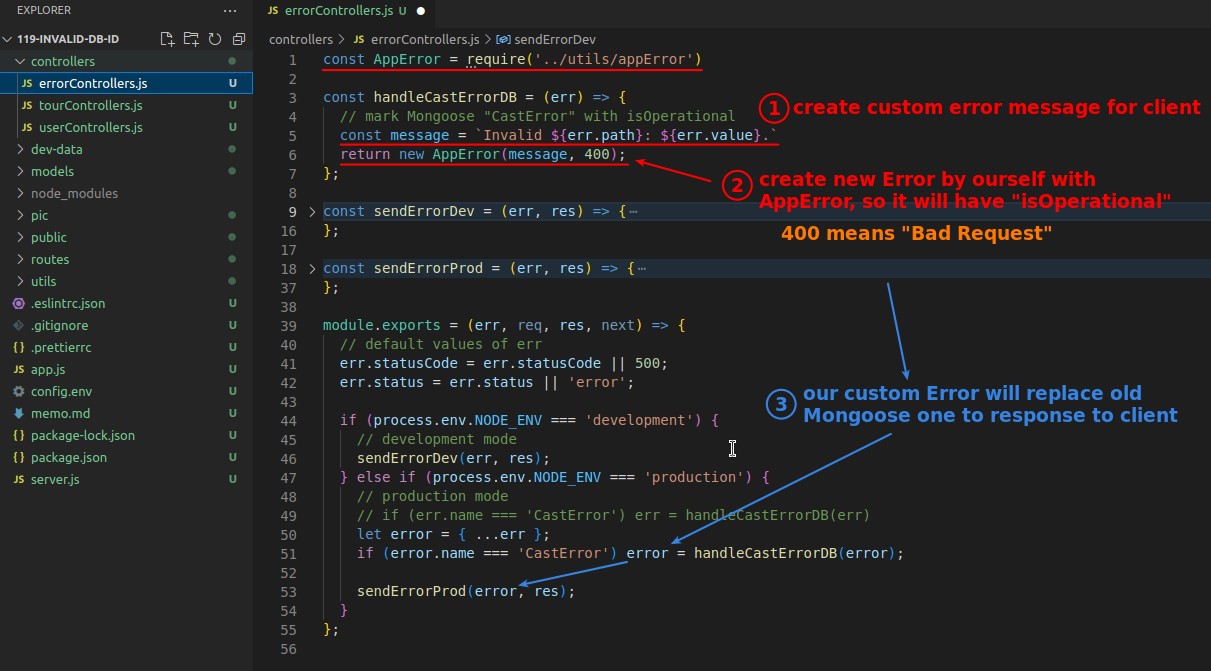 EXPLORER
119-INVALID-DB-ID
controllers
JS errorControllers.js U
JS tourControllers.js U
JS userControllers.js U
dev-data
models
node_modules
pic
public
routes
utils
.eslintrc.json U
.gitignore U
{} .prettierrc U
JS app.js U
config.env U
memo.md U
{} package-lock.json U
{} package.json U
JS server.js U
JS errorControllers.js U
controllers > JS errorControllers.js > sendErrorDev
1 const AppError = require('../utils/appError')
2
3 const handleCastErrorDB = (err) => {
4 // mark Mongoose "CastError" with isOperational
5 const message = `Invalid ${err.path}: ${err.value}.`
6 return new AppError(message, 400);
7 };
8
9 const sendErrorDev = (err, res) => {⋯
16 };
17
18 const sendErrorProd = (err, res) => {⋯
37 };
38
39 module.exports = (err, req, res, next) => {
40 // default values of err
41 err.statusCode = err.statusCode || 500;
42 err.status = err.status || 'error';
43
44 if (process.env.NODE_ENV === 'development') {
45 // development mode
46 sendErrorDev(err, res);
47 } else if (process.env.NODE_ENV === 'production') {
48 // production mode
49 // if (err.name === 'CastError') err = handleCastErrorDB(err)
50 let error = { ...err };
51 if (error.name === 'CastError') error = handleCastErrorDB(error);
52
53 sendErrorProd(error, res);
54 }
55 };
56
1 create custom error message for client
2 create new Error by ourself with
AppError, so it will have "isOperational"
400 means "Bad Request"
3 our custom Error will replace old
Mongoose one to response to client